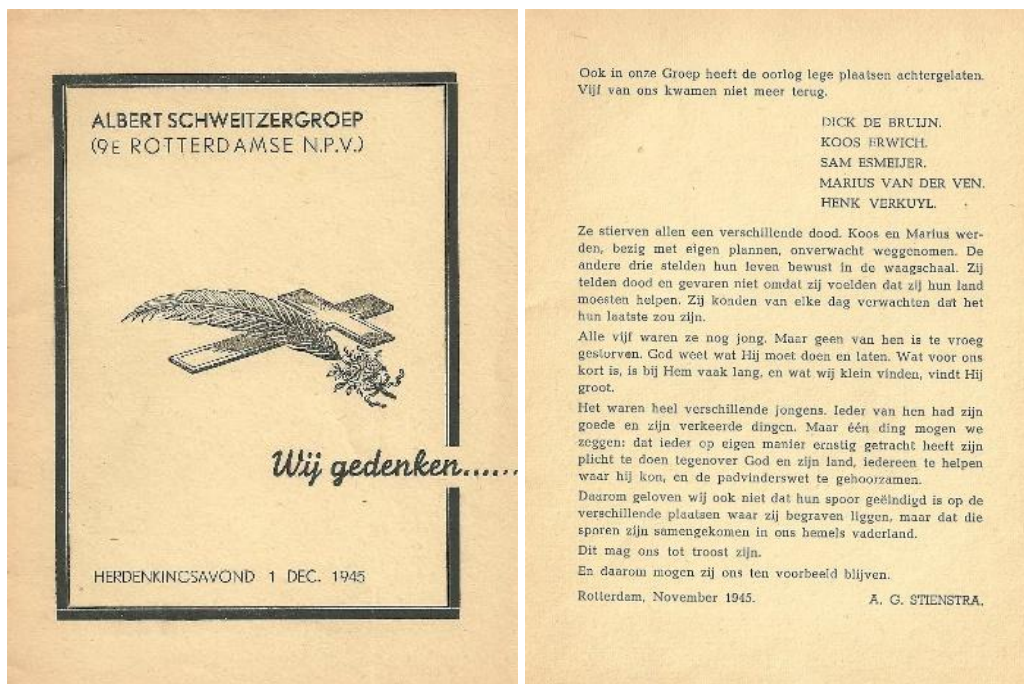 ALBERT SCHWEITZERGROEP
(9E ROTTERDAMSE N.P.V.)
Wij gedenken......
HERDENKINGSAVOND 1 DEC. 1945
Ook in onze Groep heeft de oorlog lege plaatsen achtergelaten.
Vijf van ons kwamen niet meer terug.
DICK DE BRUIJN.
KOOS ERWICH.
SAM ESMEIJER.
MARIUS VAN DER VEN.
HENK VERKUYL.
Ze stierven allen een verschillende dood. Koos en Marius wer-
den, bezig met eigen plannen, onverwacht weggenomen. De
andere drie stelden hun leven bewust in de waagschaal. Zij
telden dood en gevaren niet omdat zij voelden dat zij hun land
moesten helpen. Zij konden van elke dag verwachten dat het
hun laatste zou zijn.
Alle vijf waren ze nog jong. Maar geen van hen is te vroeg
gestorven. God weet wat Hij moet doen en laten. Wat voor ons
kort is, is bij Hem vaak lang, en wat wij klein vinden, vindt Hij
groot.
Het waren heel verschillende jongens. Ieder van hen had zijn
goede en zijn verkeerde dingen. Maar één ding mogen we
zeggen: dat ieder op eigen manier ernstig getracht heeft zijn
plicht te doen tegenover God en zijn land, iedereen te helpen
waar hij kon, en de padvinderswet te gehoorzamen.
Daarom geloven wij ook niet dat hun spoor geëindigd is op de
verschillende plaatsen waar zij begraven liggen, maar dat die
sporen zijn samengekomen in ons hemels vaderland.
Dit mag ons tot troost zijn.
En daarom mogen zij ons ten voorbeeld blijven.
Rotterdam, November 1945. A. G. STIENSTRA.